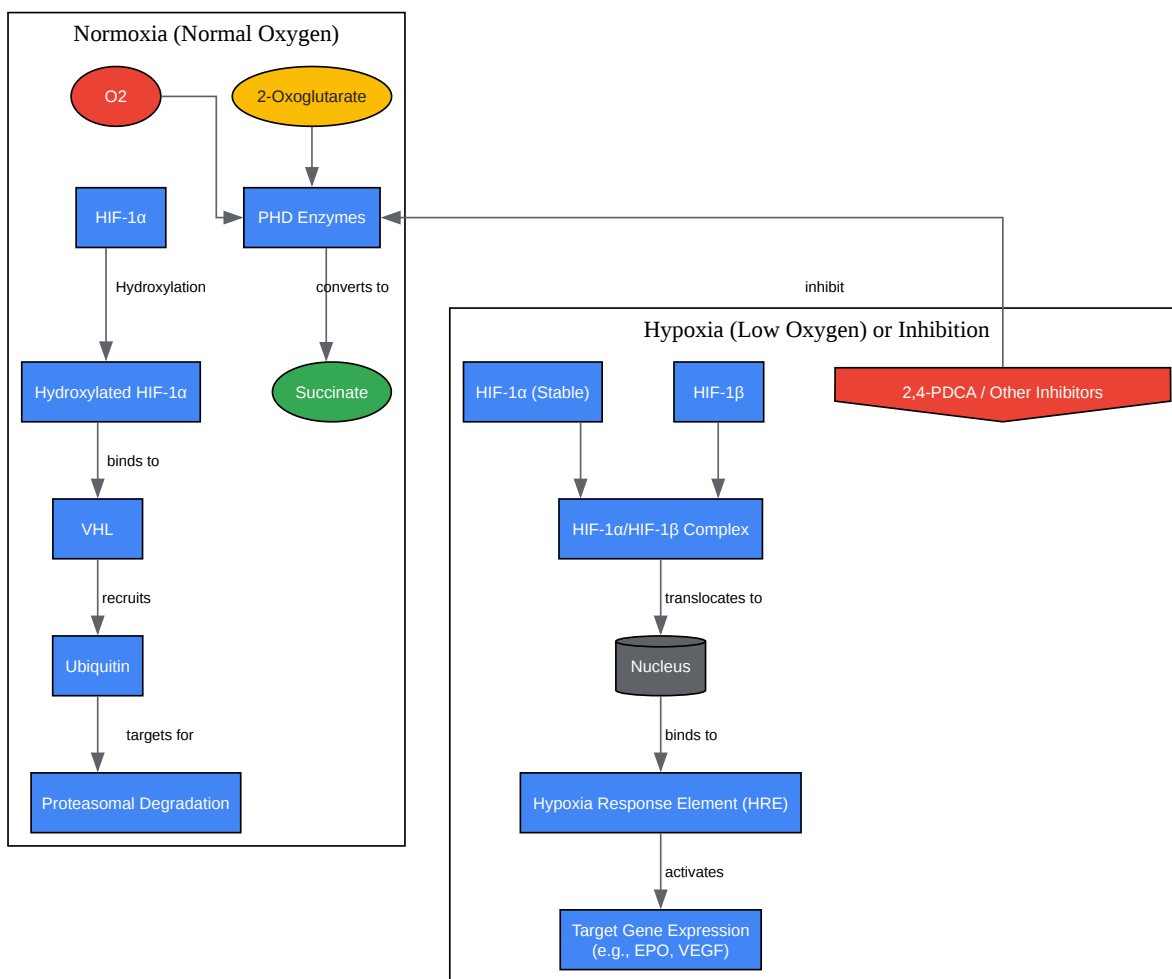 Normoxia (Normal Oxygen)
O2
2-Oxoglutarate
HIF-1α
PHD Enzymes
Hydroxylation
converts to
Hydroxylated HIF-1α
Succinate
binds to
VHL
recruits
Ubiquitin
targets for
Proteasomal Degradation
inhibit
Hypoxia (Low Oxygen) or Inhibition
HIF-1α (Stable)
HIF-1β
2,4-PDCA / Other Inhibitors
HIF-1α/HIF-1β Complex
translocates to
Nucleus
binds to
Hypoxia Response Element (HRE)
activates
Target Gene Expression
(e.g., EPO, VEGF)